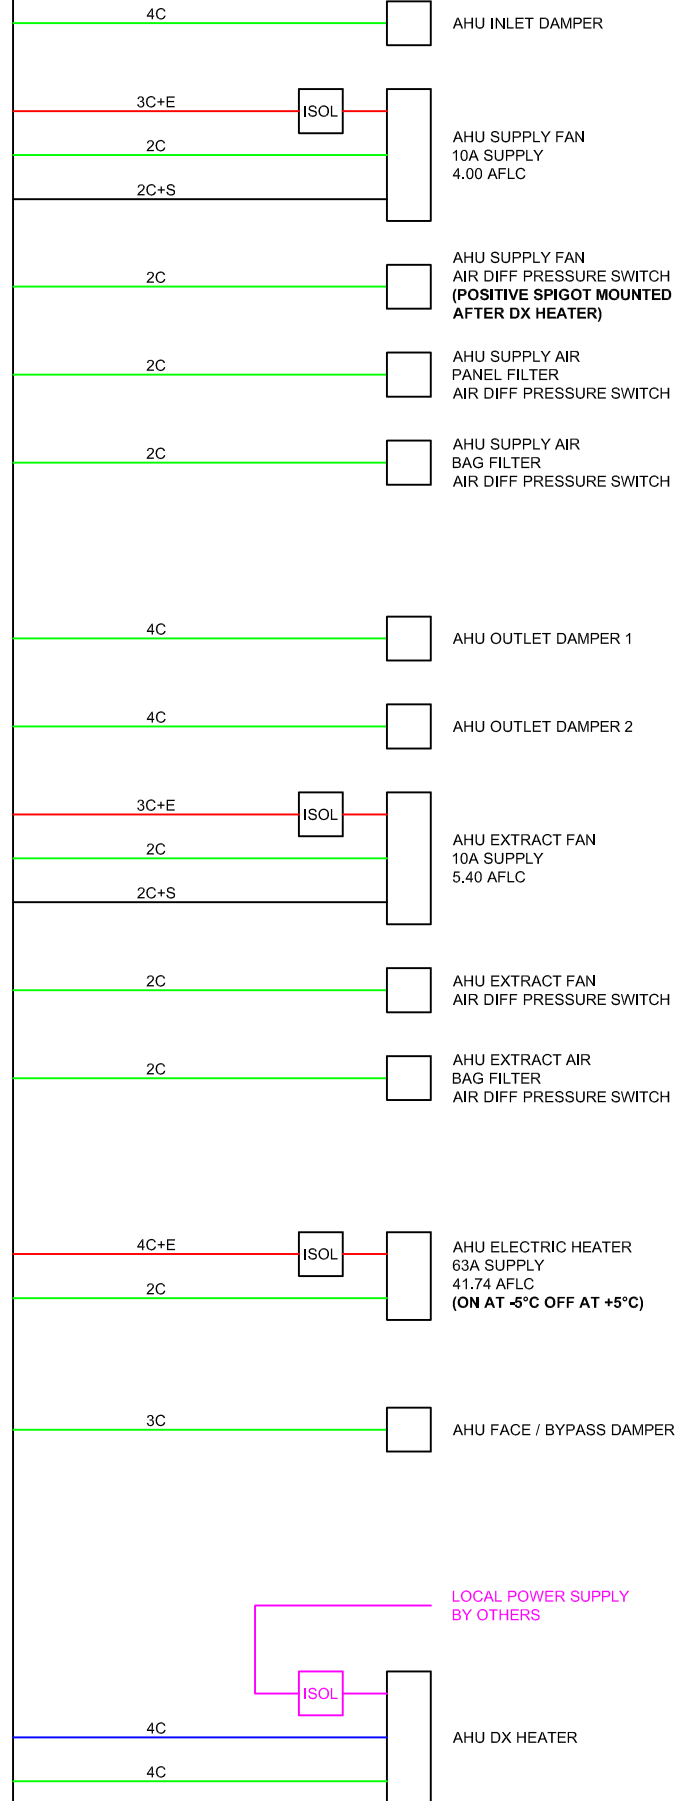 4C
AHU INLET DAMPER
3C+E
ISOL
2C
2C+S
AHU SUPPLY FAN
10A SUPPLY
4.00 AFLC
2C
AHU SUPPLY FAN
AIR DIFF PRESSURE SWITCH
(POSITIVE SPIGOT MOUNTED
AFTER DX HEATER)
2C
AHU SUPPLY AIR
PANEL FILTER
AIR DIFF PRESSURE SWITCH
2C
AHU SUPPLY AIR
BAG FILTER
AIR DIFF PRESSURE SWITCH
4C
AHU OUTLET DAMPER 1
4C
AHU OUTLET DAMPER 2
3C+E
ISOL
2C
2C+S
AHU EXTRACT FAN
10A SUPPLY
5.40 AFLC
2C
AHU EXTRACT FAN
AIR DIFF PRESSURE SWITCH
2C
AHU EXTRACT AIR
BAG FILTER
AIR DIFF PRESSURE SWITCH
4C+E
ISOL
2C
AHU ELECTRIC HEATER
63A SUPPLY
41.74 AFLC
(ON AT -5°C OFF AT +5°C)
3C
AHU FACE / BYPASS DAMPER
LOCAL POWER SUPPLY
BY OTHERS
ISOL
4C
AHU DX HEATER
4C